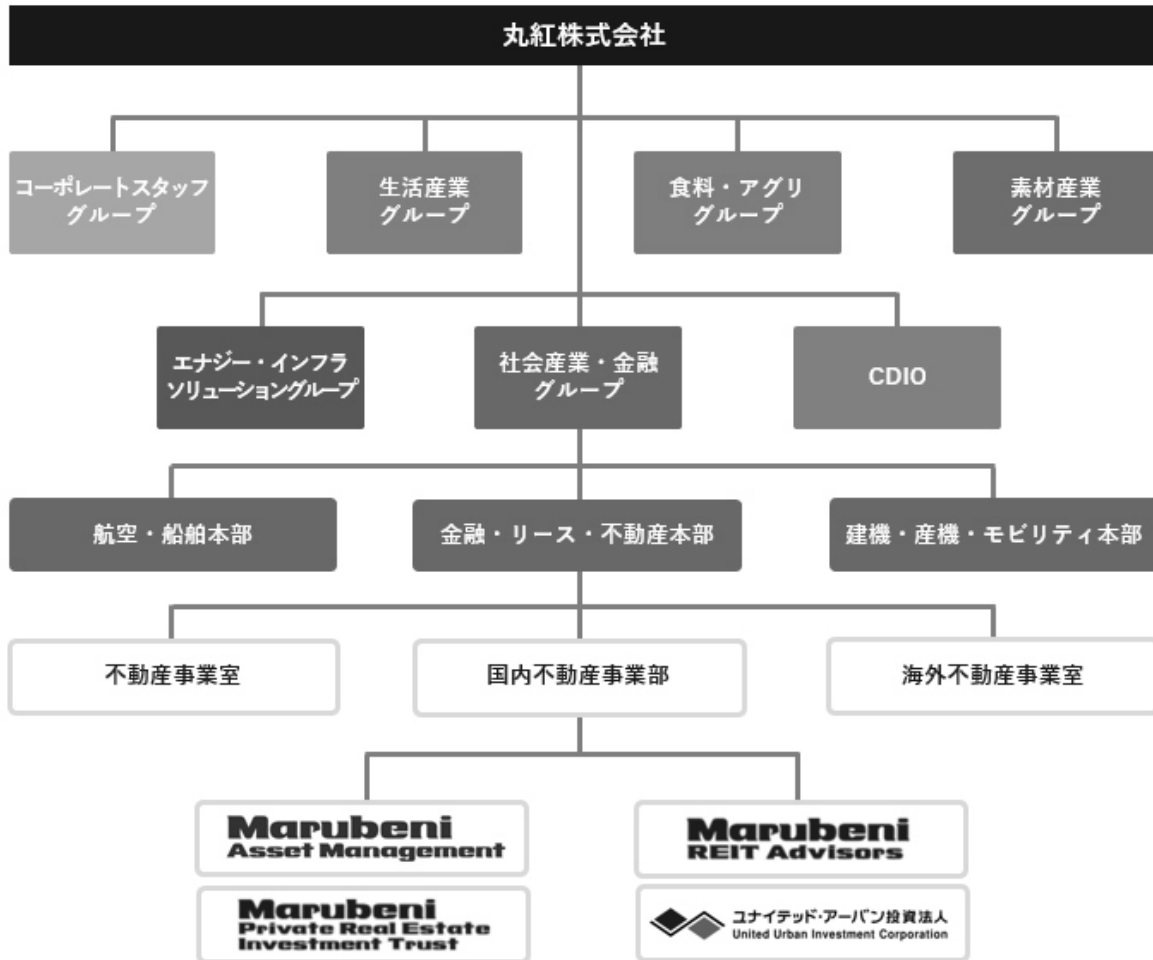 丸紅株式会社
コーポレートスタッフ
グループ
生活産業
グループ
食料・アグリ
グループ
素材産業
グループ
エナジー・インフラ
ソリューショングループ
社会産業・金融
グループ
CDIO
航空・船舶本部
金融・リース・不動産本部
建機・産機・モビリティ本部
不動産事業室
国内不動産事業部
海外不動産事業室
Marubeni
Asset Management
Marubeni
REIT Advisors
Marubeni
Private Real Estate
Investment Trust
ユナイテッド・アーバン投資法人
United Urban Investment Corporation